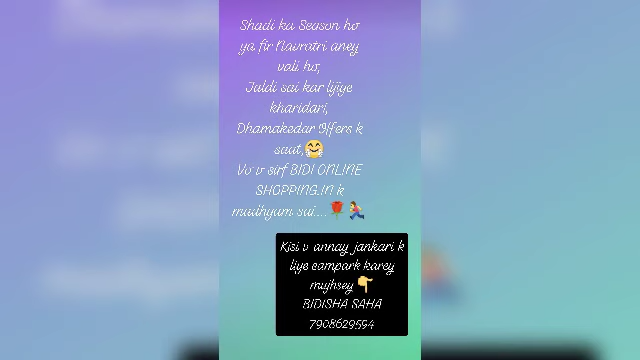 Shadi ka Season ho
ya fir Navratri aney
vali ho,
Juldi sai kar lijiye
kharidari,
Dhamakedar Offers k
saat,🤗
Vo v sirf BIDI ONLINE
SHOPPING.IN k
madhyam sai....🌹🏃‍♀️
Kisi v annay jankari k
liye sampark karey
mujhsey👇
BIDISHA SAHA
7908629594